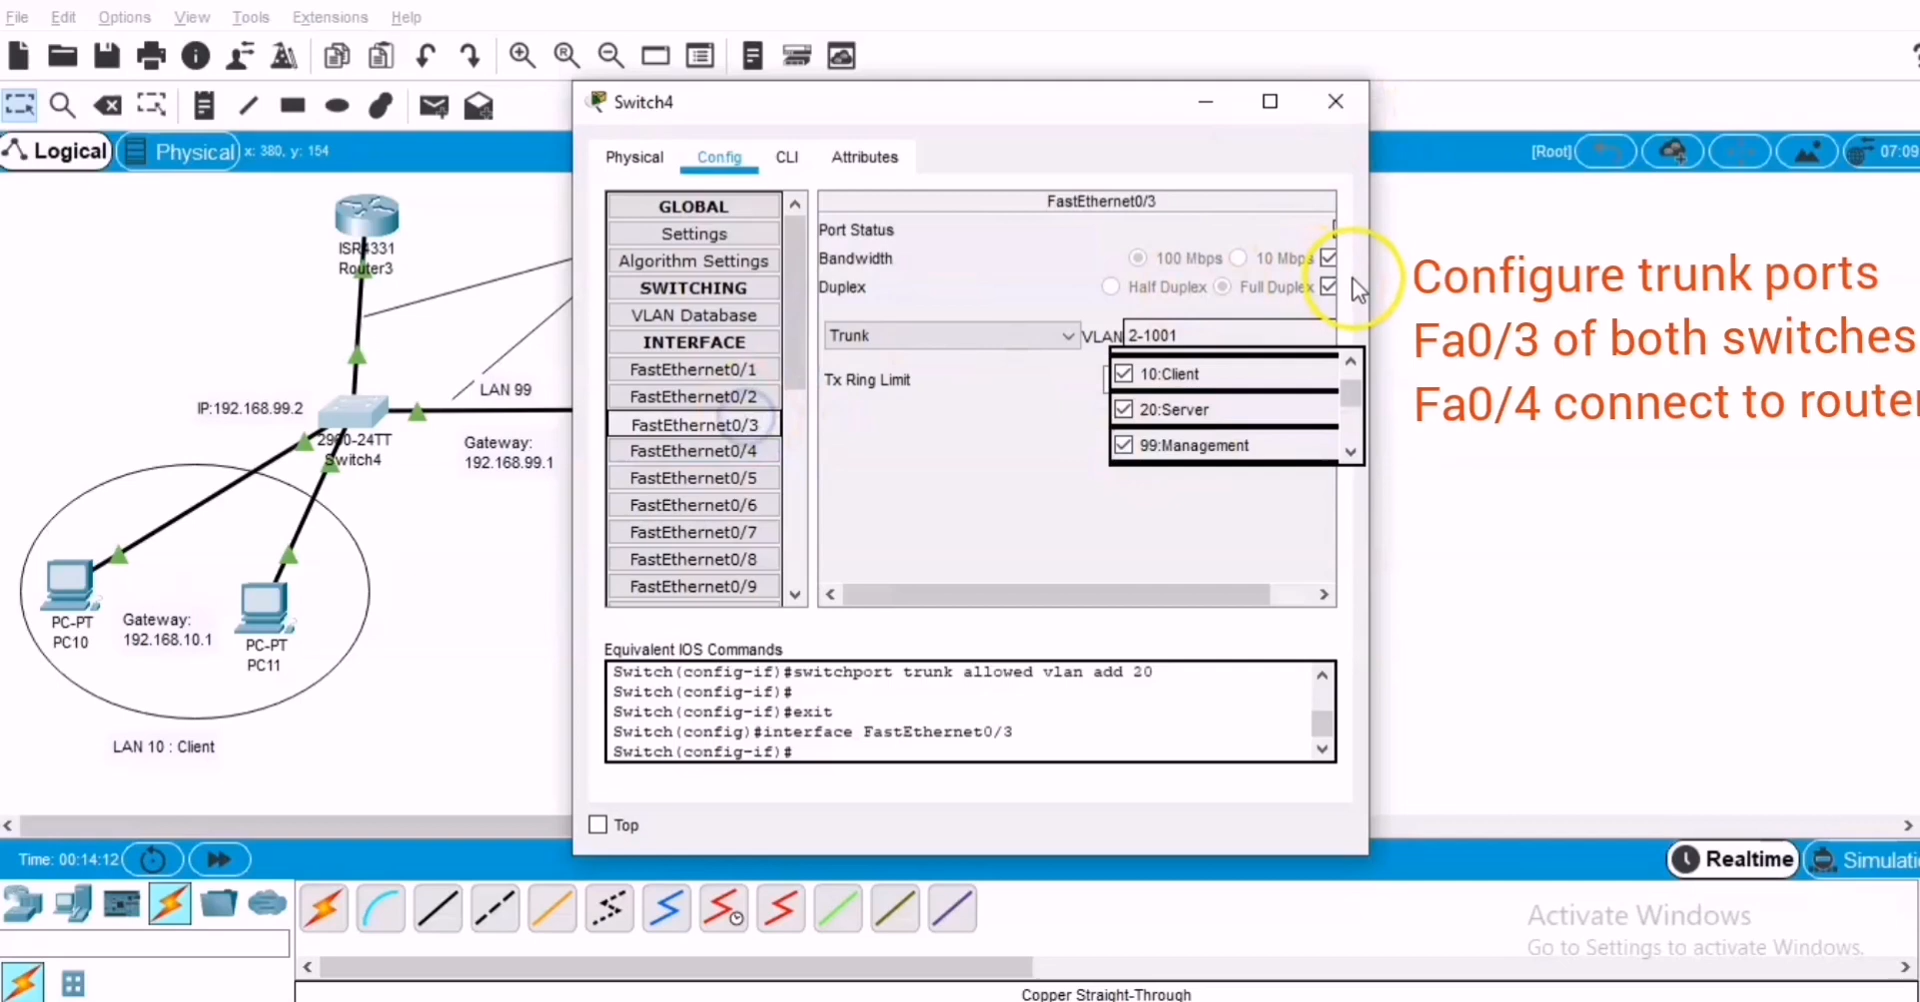 File Edit Options View Tools Extensions Help
Switch4
Logical Physical x: 380, y: 154
[Root] 07:09
Physical Config CLI Attributes
GLOBAL
Settings
Algorithm Settings
SWITCHING
VLAN Database
INTERFACE
FastEthernet0/1
FastEthernet0/2
FastEthernet0/3
FastEthernet0/4
FastEthernet0/5
FastEthernet0/6
FastEthernet0/7
FastEthernet0/8
FastEthernet0/9
FastEthernet0/3
Port Status
Bandwidth 100 Mbps 10 Mbps
Duplex Half Duplex Full Duplex
Trunk VLAN 2-1001
10:Client
Tx Ring Limit
20:Server
99:Management
Configure trunk ports
Fa0/3 of both switches
Fa0/4 connect to router
ISR4331
Router3
LAN 99
IP:192.168.99.2
2960-24TT
Switch4
Gateway:
192.168.99.1
PC-PT
PC10
Gateway:
192.168.10.1
PC-PT
PC11
LAN 10 : Client
Equivalent IOS Commands
Switch(config-if)#switchport trunk allowed vlan add 20
Switch(config-if)#
Switch(config-if)#exit
Switch(config)#interface FastEthernet0/3
Switch(config-if)#
Top
Time: 00:14:12
Realtime Simulati
Activate Windows
Go to Settings to activate Windows.
Copper Straight-Through